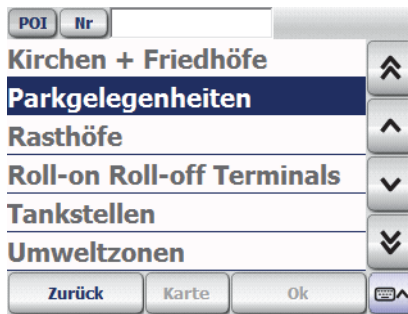 POI Nr
Kirchen + Friedhöfe
Parkgelegenheiten
Rasthöfe
Roll-on Roll-off Terminals
Tankstellen
Umweltzonen
Zurück Karte Ok